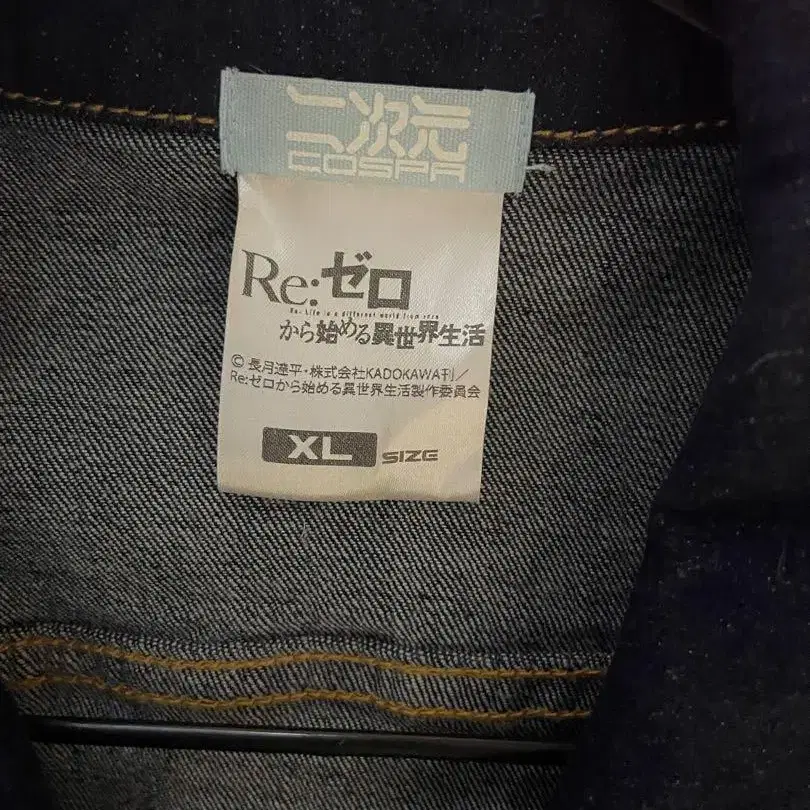 二次元
COSPA
Re:ゼロ
Re: Life in a different world from zero
から始める異世界生活
© 長月達平・株式会社KADOKAWA刊／
Re:ゼロから始める異世界生活製作委員会
XL SIZE